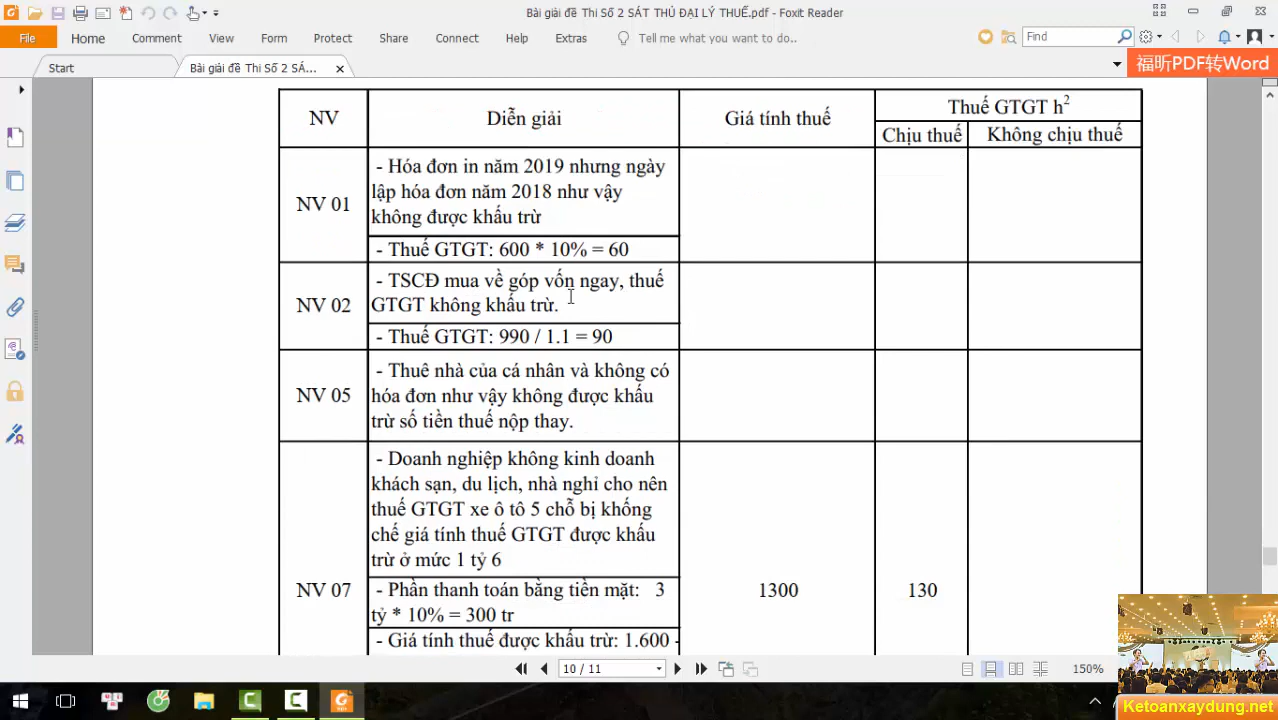 Bài giải đề Thi Số 2 SÁT THỦ ĐẠI LÝ THUẾ.pdf - Foxit Reader
File Home Comment View Form Protect Share Connect Help Extras Tell me what you want to do.. Find
Start Bài giải đề Thi Số 2 SÁ...
福昕PDF转Word
NV Diễn giải Giá tính thuế Thuế GTGT h²
Chịu thuế Không chịu thuế
NV 01
- Hóa đơn in năm 2019 nhưng ngày
lập hóa đơn năm 2018 như vậy
không được khấu trừ
- Thuế GTGT: 600 * 10% = 60
NV 02
- TSCĐ mua về góp vốn ngay, thuế
GTGT không khấu trừ.
- Thuế GTGT: 990 / 1.1 = 90
NV 05
- Thuê nhà của cá nhân và không có
hóa đơn như vậy không được khấu
trừ số tiền thuế nộp thay.
NV 07
- Doanh nghiệp không kinh doanh
khách sạn, du lịch, nhà nghỉ cho nên
thuế GTGT xe ô tô 5 chỗ bị khống
chế giá tính thuế GTGT được khấu
trừ ở mức 1 tỷ 6
- Phần thanh toán bằng tiền mặt: 3
tỷ * 10% = 300 tr
1300 130
- Giá tính thuế được khấu trừ: 1.600 -
10 / 11
150%
Ketoanxaydung.net